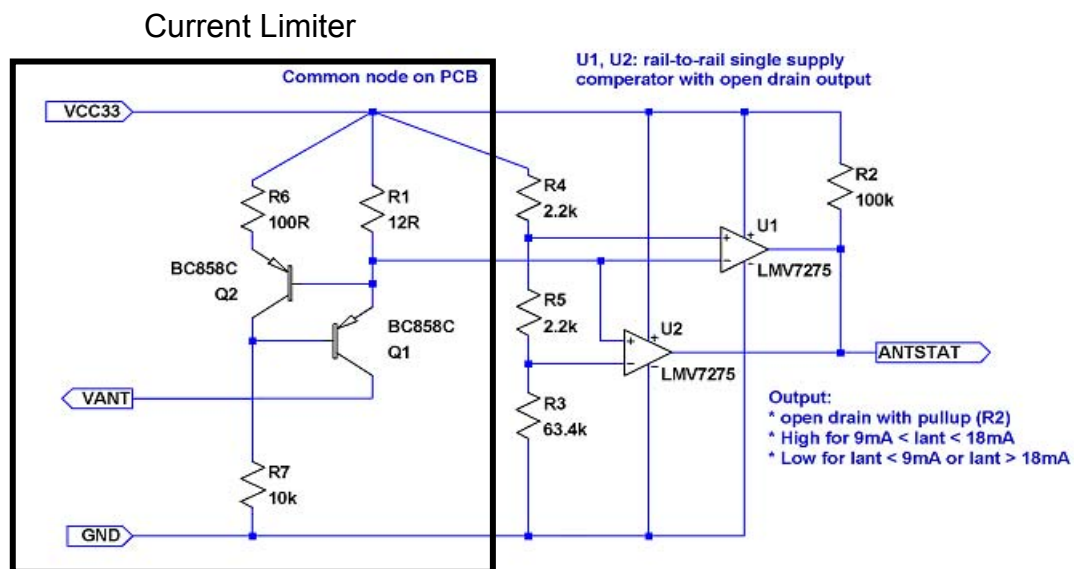 Current Limiter
Common node on PCB
U1, U2: rail-to-rail single supply
comperator with open drain output
VCC33
R6
100R
R1
12R
R4
2.2k
R2
100k
+
−
+
−
U1
LMV7275
BC858C
Q2
BC858C
Q1
R5
2.2k
+
−
+
−
U2
LMV7275
ANTSTAT
VANT
R3
63.4k
Output:
* open drain with pullup (R2)
* High for 9mA < Iant < 18mA
* Low for Iant < 9mA or Iant > 18mA
R7
10k
GND